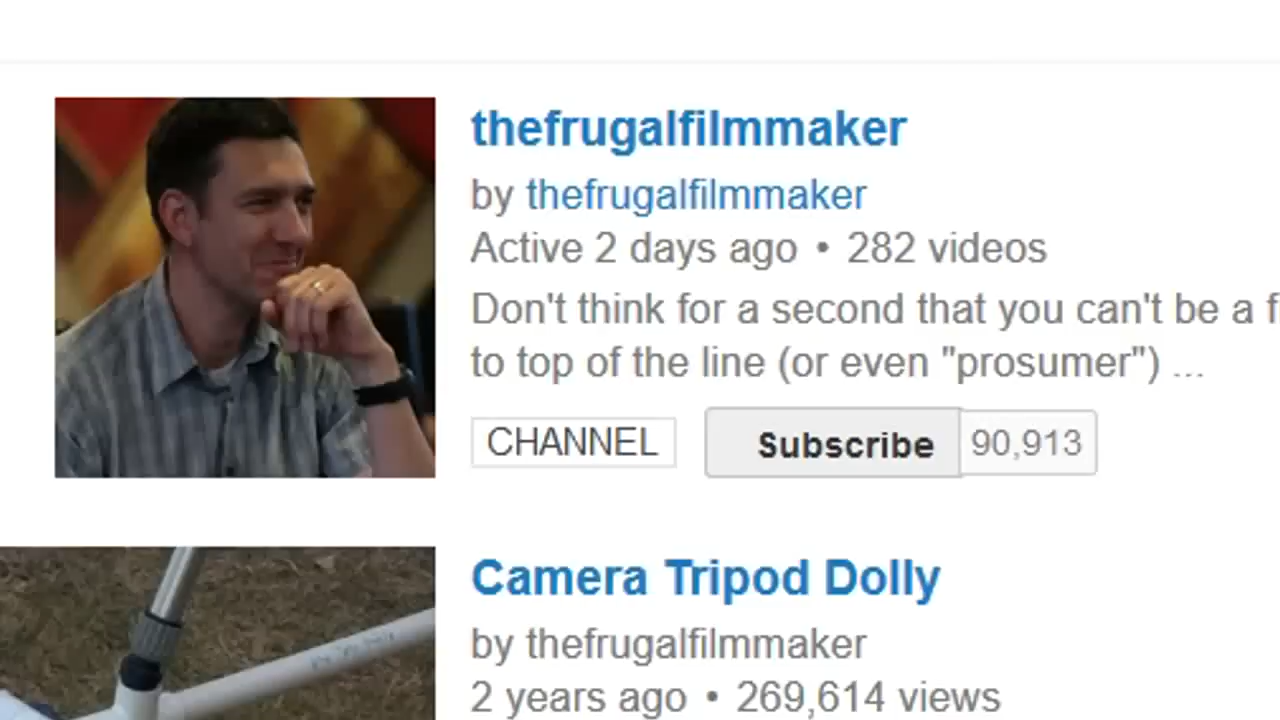 thefrugalfilmmaker
by thefrugalfilmmaker
Active 2 days ago • 282 videos
Don't think for a second that you can't be a f
to top of the line (or even "prosumer") ...
CHANNEL Subscribe 90,913
Camera Tripod Dolly
by thefrugalfilmmaker
2 years ago • 269,614 views